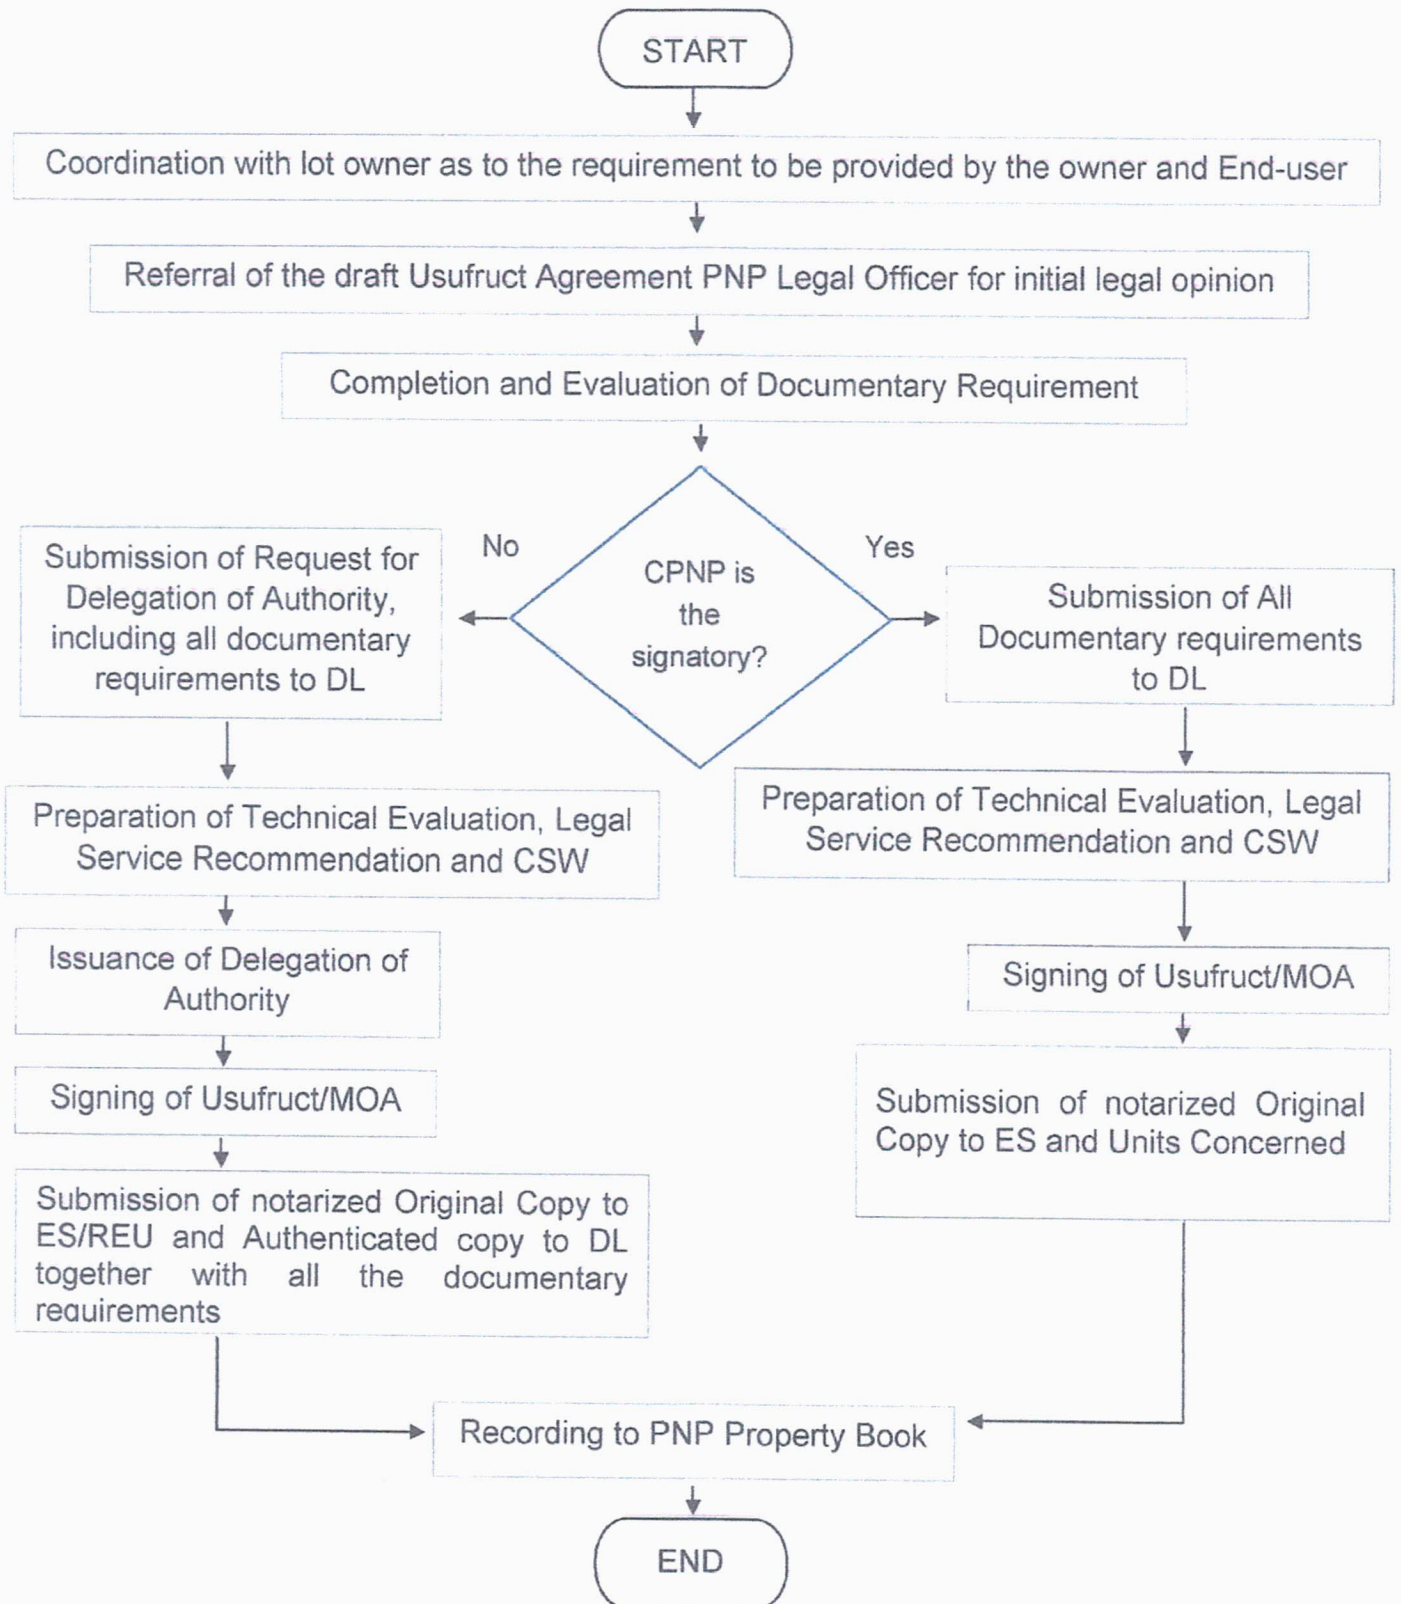 START
Coordination with lot owner as to the requirement to be provided by the owner and End-user
Referral of the draft Usufruct Agreement PNP Legal Officer for initial legal opinion
Completion and Evaluation of Documentary Requirement
CPNP is
the
signatory?
No
Submission of Request for
Delegation of Authority,
including all documentary
requirements to DL
Preparation of Technical Evaluation, Legal
Service Recommendation and CSW
Issuance of Delegation of
Authority
Signing of Usufruct/MOA
Submission of notarized Original Copy to
ES/REU and Authenticated copy to DL
together with all the documentary
requirements
Yes
Submission of All
Documentary requirements
to DL
Preparation of Technical Evaluation, Legal
Service Recommendation and CSW
Signing of Usufruct/MOA
Submission of notarized Original
Copy to ES and Units Concerned
Recording to PNP Property Book
END